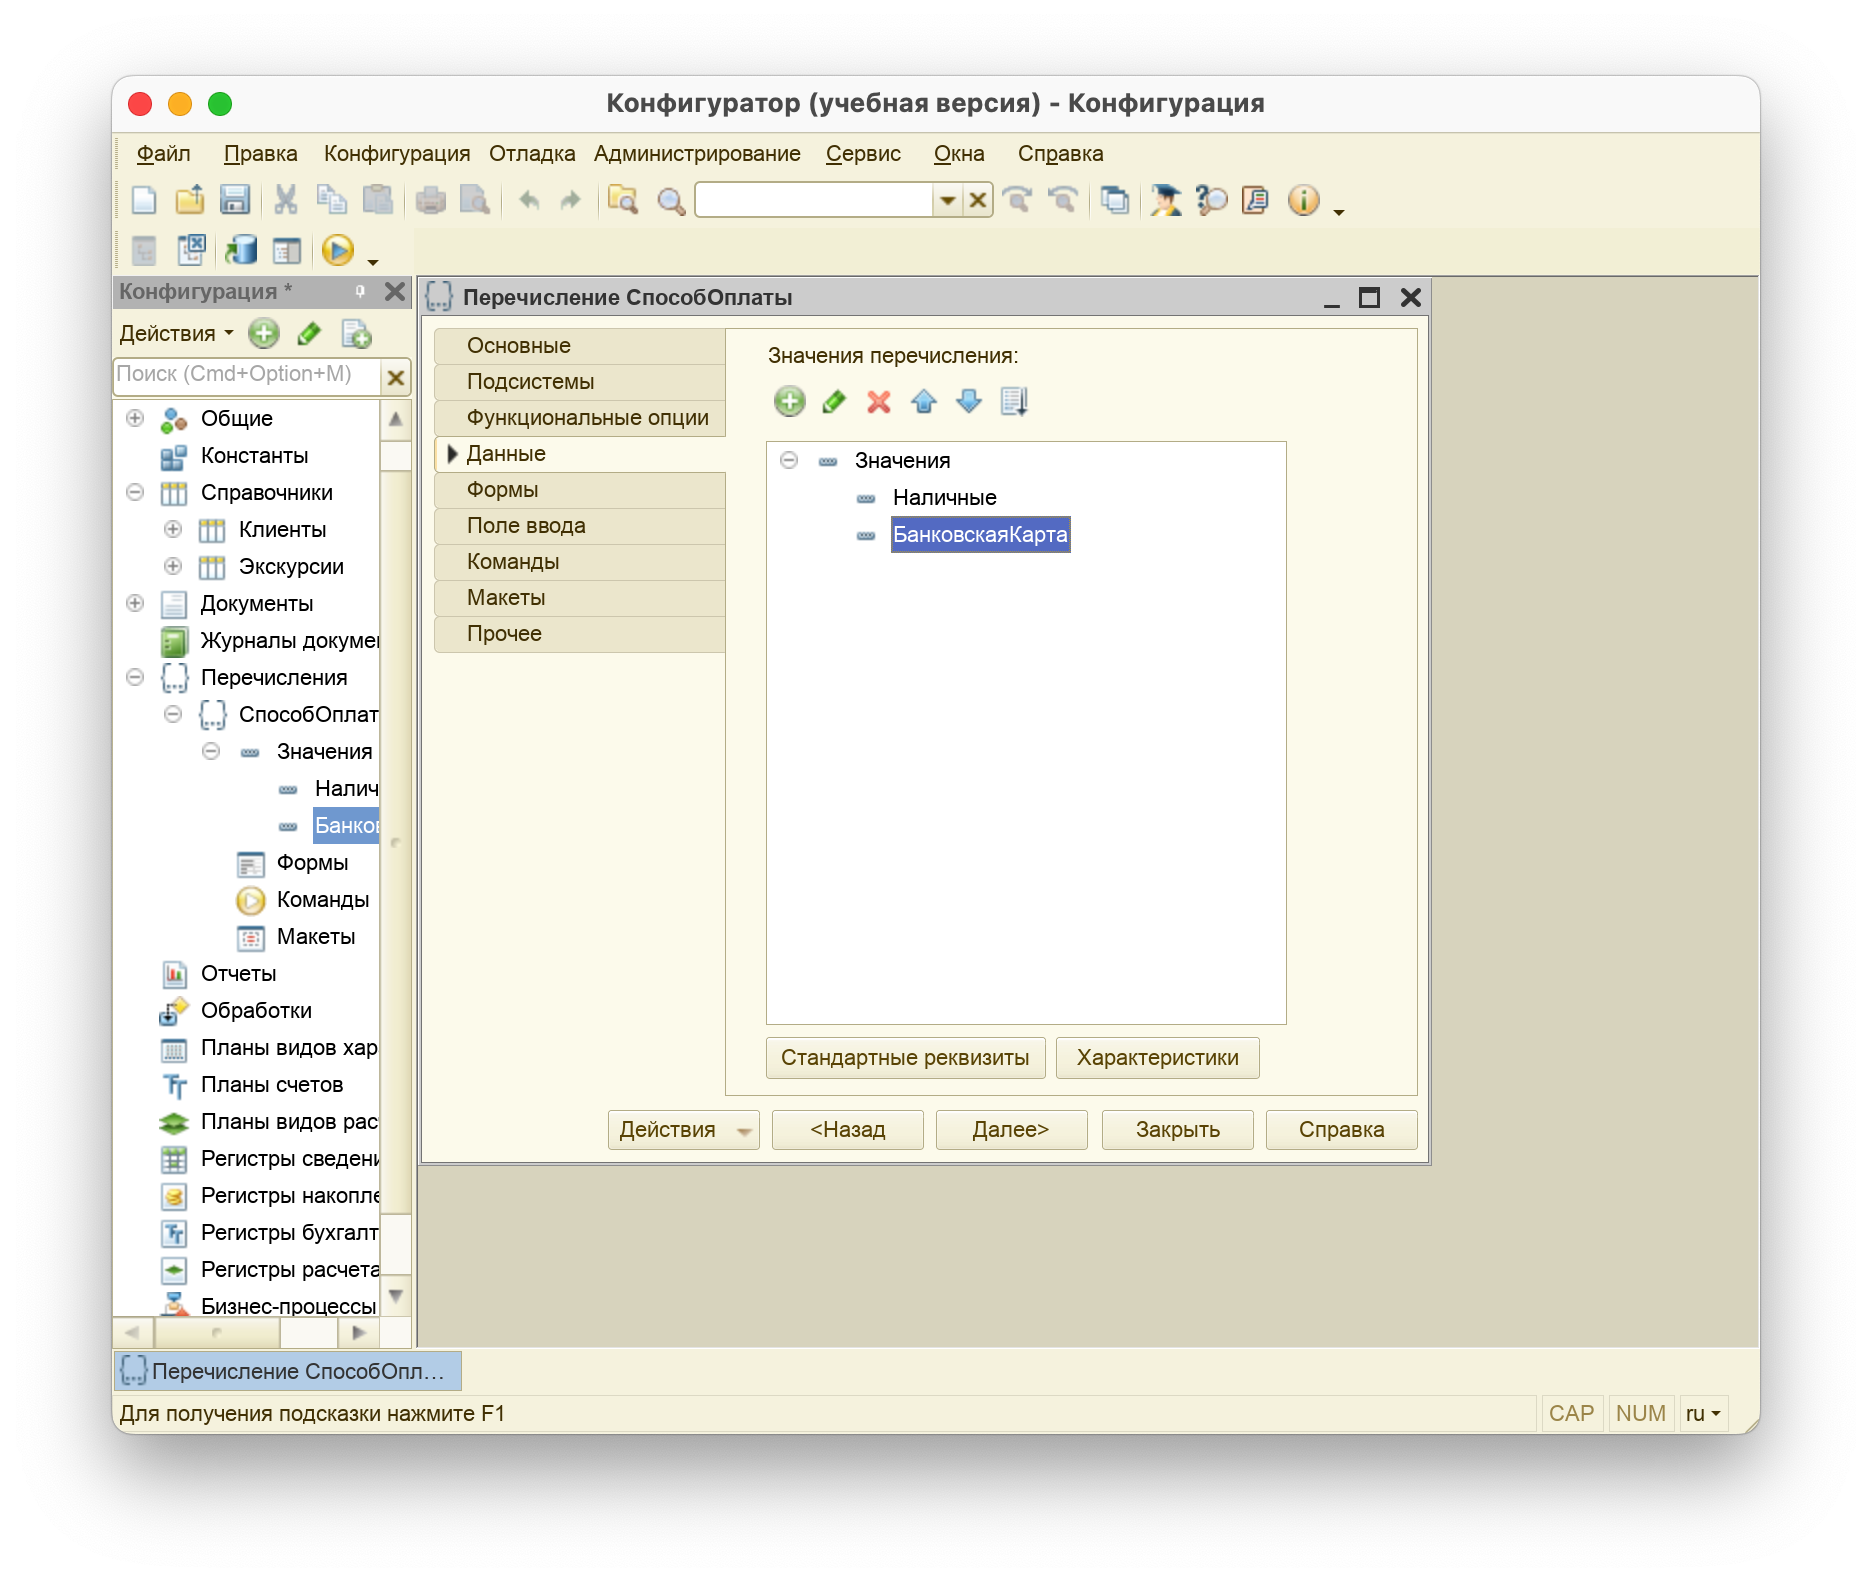 Конфигуратор (учебная версия) - Конфигурация
Файл Правка Конфигурация Отладка Администрирование Сервис Окна Справка
Конфигурация *
Действия
Поиск (Cmd+Option+M)
Общие
Константы
Справочники
Клиенты
Экскурсии
Документы
Журналы докумен
Перечисления
СпособОплат
Значения
Налич
Банков
Формы
Команды
Макеты
Отчеты
Обработки
Планы видов хар
Планы счетов
Планы видов рас
Регистры сведени
Регистры накопле
Регистры бухгалт
Регистры расчета
Бизнес-процессы
Перечисление СпособОплаты
Основные
Подсистемы
Функциональные опции
Данные
Формы
Поле ввода
Команды
Макеты
Прочее
Значения перечисления:
Значения
Наличные
БанковскаяКарта
Стандартные реквизиты Характеристики
Действия <Назад Далее> Закрыть Справка
Перечисление СпособОпл...
Для получения подсказки нажмите F1
CAP NUM ru